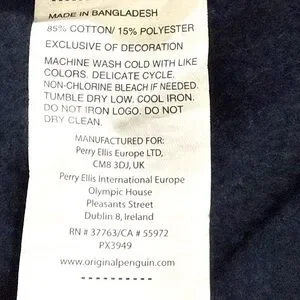 MADE IN BANGLADESH
85% COTTON/ 15% POLYESTER
EXCLUSIVE OF DECORATION
MACHINE WASH COLD WITH LIKE
COLORS. DELICATE CYCLE.
NON-CHLORINE BLEACH IF NEEDED.
TUMBLE DRY LOW. COOL IRON.
DO NOT IRON LOGO. DO NOT
DRY CLEAN.
MANUFACTURED FOR:
Perry Ellis Europe LTD,
CM8 3DJ, UK
Perry Ellis International Europe
Olympic House
Pleasants Street
Dublin 8, Ireland
RN # 37763/CA # 55972
PX3949
www.originalpenguin.com
----------